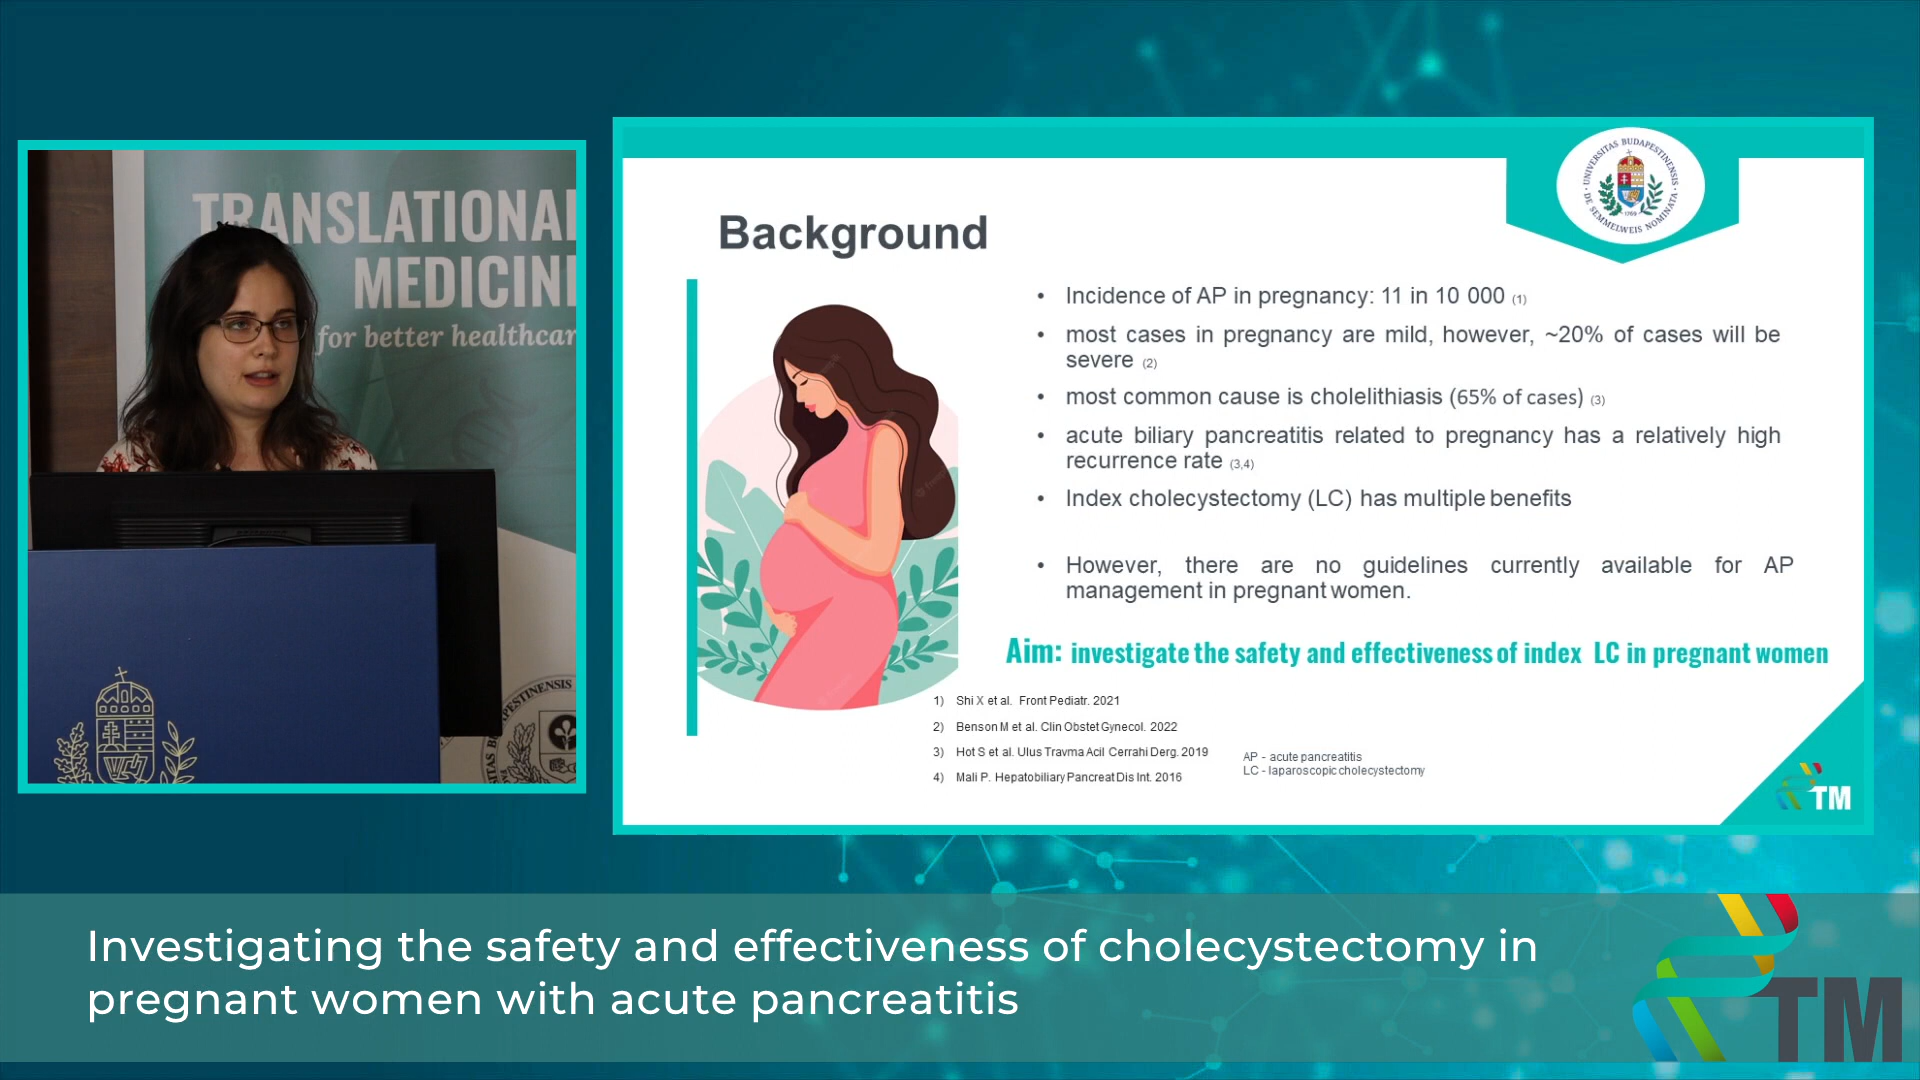 TRANSLATIONAL
MEDICIN
for better healthcar
UNIVERSITAS BUDAPESTINENSIS
DE SEMMELWEIS NOMINATA
1769
Background
• Incidence of AP in pregnancy: 11 in 10 000 (1)
• most cases in pregnancy are mild, however, ~20% of cases will be
severe (2)
• most common cause is cholelithiasis (65% of cases) (3)
• acute biliary pancreatitis related to pregnancy has a relatively high
recurrence rate (3,4)
• Index cholecystectomy (LC) has multiple benefits
• However, there are no guidelines currently available for AP
management in pregnant women.
Aim: investigate the safety and effectiveness of index LC in pregnant women
1) Shi X et al. Front Pediatr. 2021
2) Benson M et al. Clin Obstet Gynecol. 2022
3) Hot S et al. Ulus Travma Acil Cerrahi Derg. 2019
4) Mali P. Hepatobiliary Pancreat Dis Int. 2016
AP - acute pancreatitis
LC - laparoscopic cholecystectomy
TM
Investigating the safety and effectiveness of cholecystectomy in
pregnant women with acute pancreatitis
TM